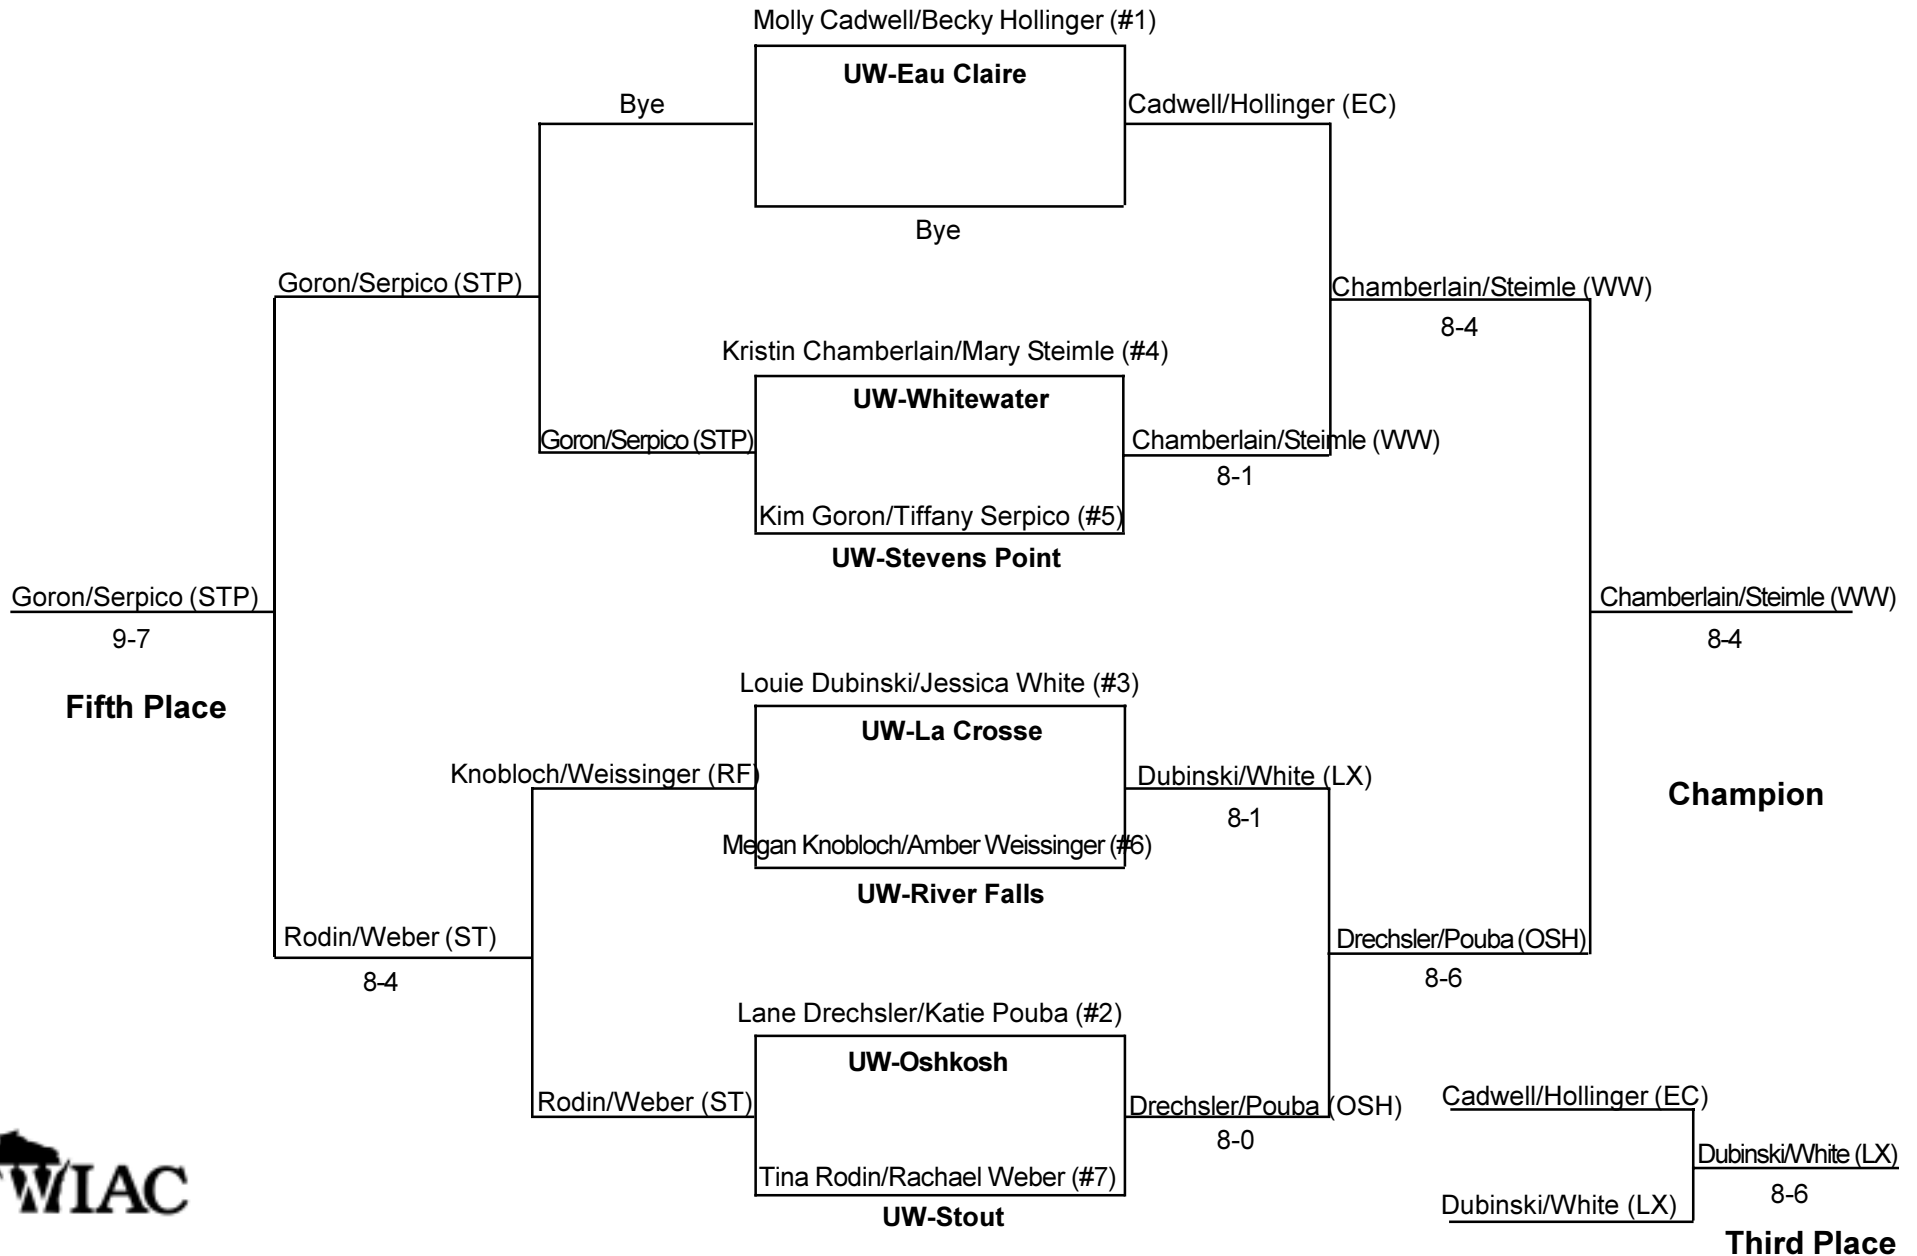 Molly Cadwell/Becky Hollinger (#1)
UW-Eau Claire
Bye
Cadwell/Hollinger (EC)
Bye
Goron/Serpico (STP)
Chamberlain/Steimle (WW)
8-4
Kristin Chamberlain/Mary Steimle (#4)
UW-Whitewater
Goron/Serpico (STP)
Chamberlain/Steimle (WW)
8-1
Kim Goron/Tiffany Serpico (#5)
UW-Stevens Point
Goron/Serpico (STP)
9-7
Fifth Place
Chamberlain/Steimle (WW)
8-4
Champion
Louie Dubinski/Jessica White (#3)
UW-La Crosse
Knobloch/Weissinger (RF)
Dubinski/White (LX)
8-1
Megan Knobloch/Amber Weissinger (#6)
UW-River Falls
Rodin/Weber (ST)
8-4
Drechsler/Pouba (OSH)
8-6
Lane Drechsler/Katie Pouba (#2)
UW-Oshkosh
Rodin/Weber (ST)
Drechsler/Pouba (OSH)
8-0
Tina Rodin/Rachael Weber (#7)
UW-Stout
Cadwell/Hollinger (EC)
Dubinski/White (LX)
8-6
Dubinski/White (LX)
Third Place
WIAC